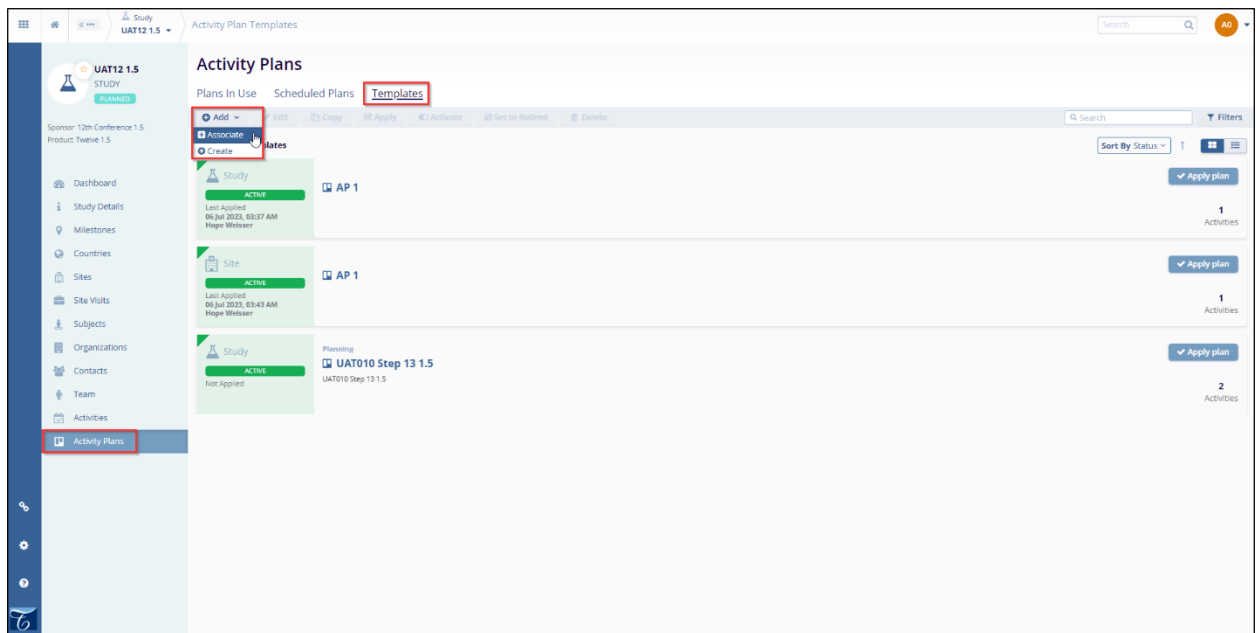 Study
UAT12 1.5
Activity Plan Templates
Search
AO
UAT12 1.5
STUDY
PLANNED
Sponsor 12th Conference 1.5
Product Twelve 1.5
Dashboard
Study Details
Milestones
Countries
Sites
Site Visits
Subjects
Organizations
Contacts
Team
Activities
Activity Plans
Activity Plans
Plans In Use Scheduled Plans Templates
Add Edit Copy Apply Activate Set to Retired Delete
Search Filters
Associate
Create
Sort By Status
Study
ACTIVE
Last Applied
06 Jul 2023, 03:37 AM
Hope Weisser
AP 1
Apply plan
1
Activities
Site
ACTIVE
Last Applied
06 Jul 2023, 03:43 AM
Hope Weisser
AP 1
Apply plan
1
Activities
Study
ACTIVE
Not Applied
Planning
UAT010 Step 13 1.5
UAT010 Step 13 1.5
Apply plan
2
Activities